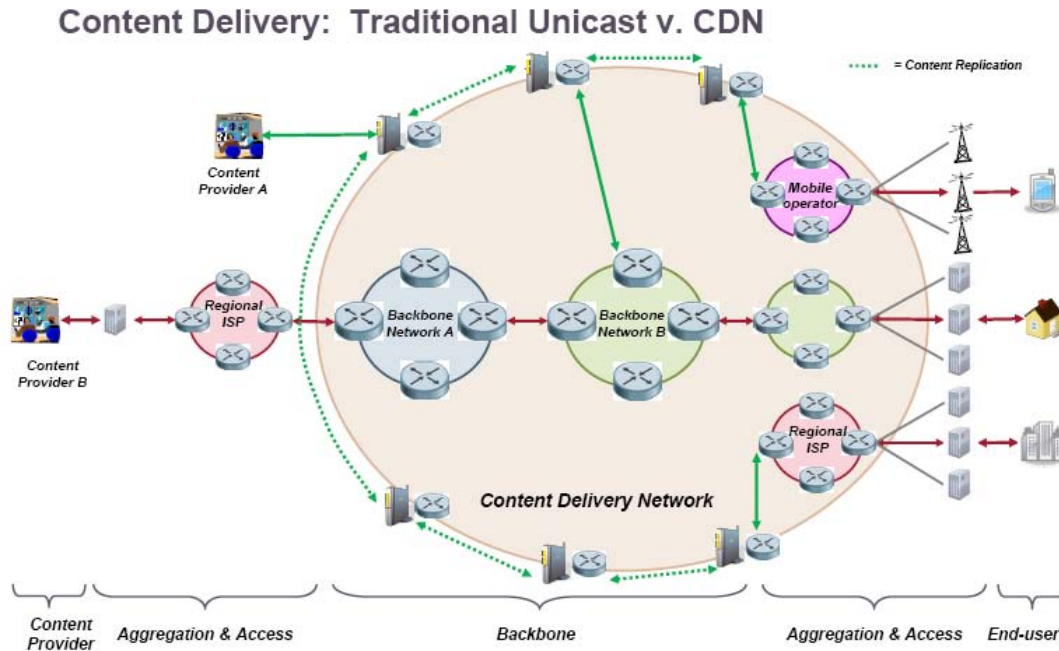 Content Delivery: Traditional Unicast v. CDN
= Content Replication
Content
Provider A
Mobile
operator
Regional
ISP
Backbone
Network A
Backbone
Network B
Content
Provider B
Regional
ISP
Content Delivery Network
Content
Provider
Aggregation & Access
Backbone
Aggregation & Access
End-user